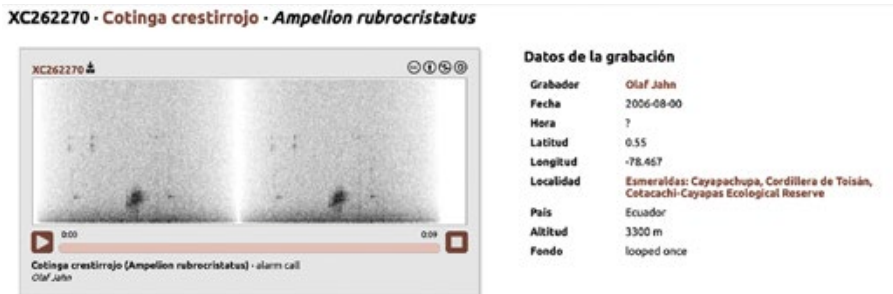 XC262270 · Cotinga crestirrojo · Ampelion rubrocristatus
XC262270
0:00
0:09
Cotinga crestirrojo (Ampelion rubrocristatus) · alarm call
Olaf Jahn
Datos de la grabación
Grabador Olaf Jahn
Fecha 2006-08-00
Hora ?
Latitud 0.55
Longitud -78.467
Localidad Esmeraldas: Cayapachupa, Cordillera de Toisán,
Cotacachi-Cayapas Ecological Reserve
País Ecuador
Altitud 3300 m
Fondo looped once